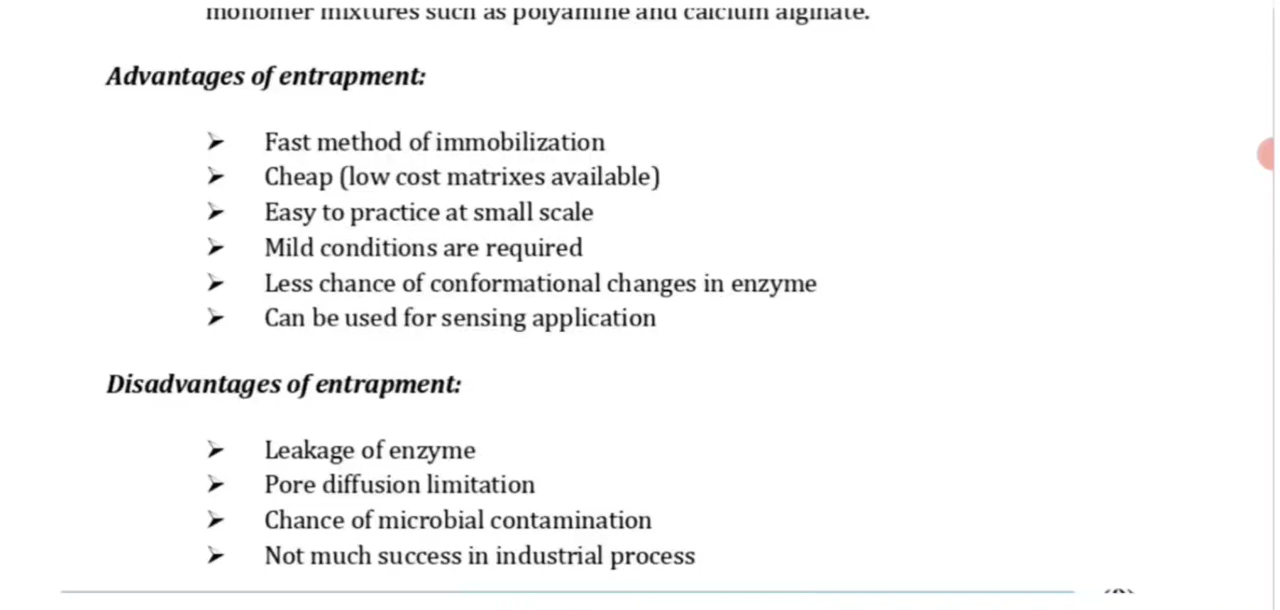 monomer mixtures such as polyamine and calcium alginate.
Advantages of entrapment:
➢ Fast method of immobilization
➢ Cheap (low cost matrixes available)
➢ Easy to practice at small scale
➢ Mild conditions are required
➢ Less chance of conformational changes in enzyme
➢ Can be used for sensing application
Disadvantages of entrapment:
➢ Leakage of enzyme
➢ Pore diffusion limitation
➢ Chance of microbial contamination
➢ Not much success in industrial process